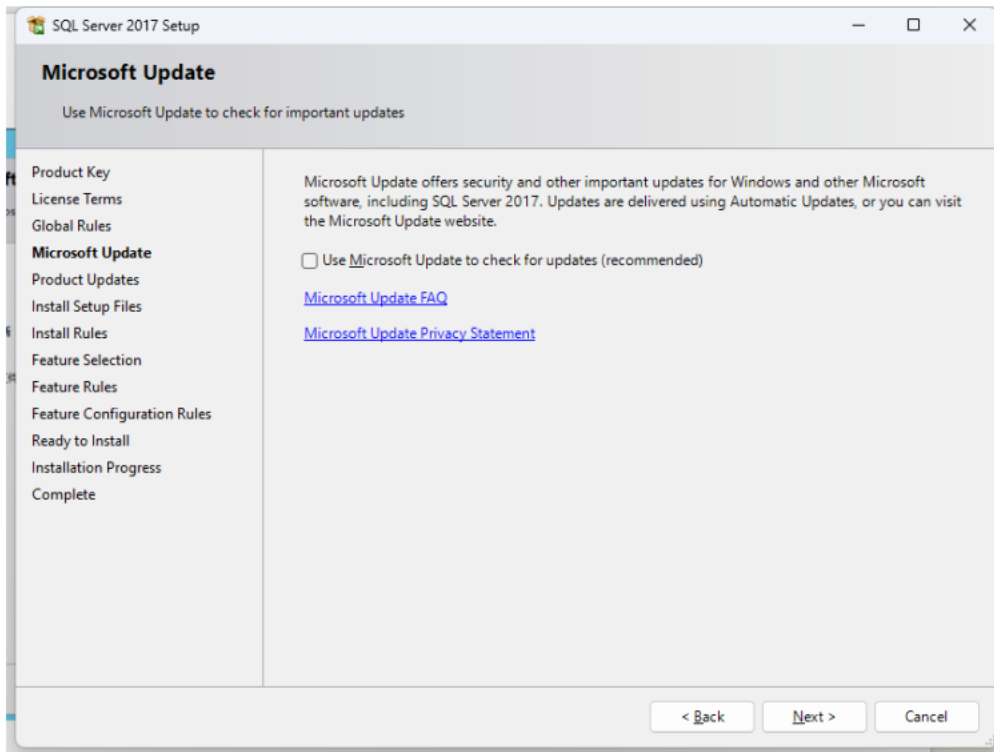 SQL Server 2017 Setup
Microsoft Update
Use Microsoft Update to check for important updates
Product Key
License Terms
Global Rules
Microsoft Update
Product Updates
Install Setup Files
Install Rules
Feature Selection
Feature Rules
Feature Configuration Rules
Ready to Install
Installation Progress
Complete
Microsoft Update offers security and other important updates for Windows and other Microsoft
software, including SQL Server 2017. Updates are delivered using Automatic Updates, or you can visit
the Microsoft Update website.
Use Microsoft Update to check for updates (recommended)
Microsoft Update FAQ
Microsoft Update Privacy Statement
< Back
Next >
Cancel